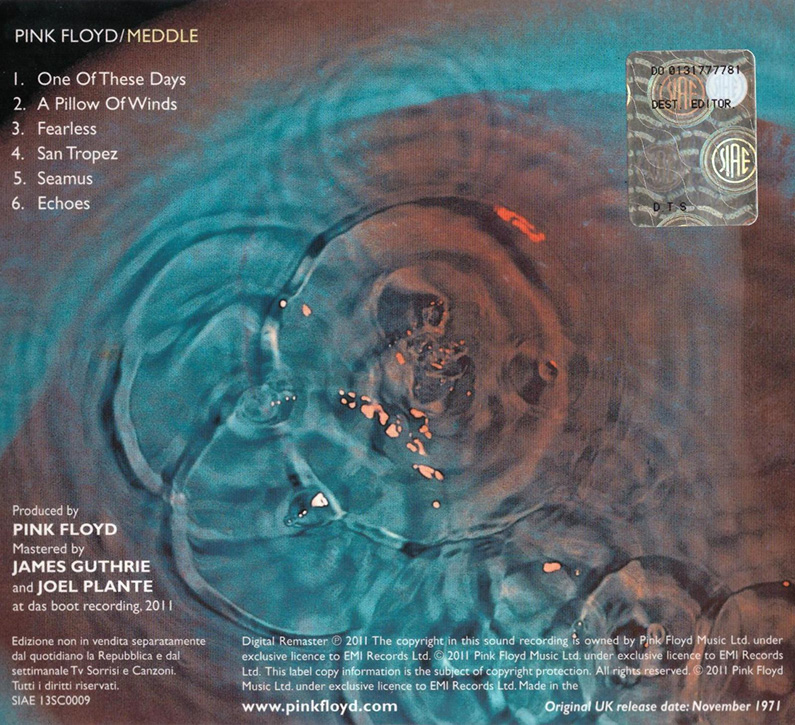 PINK FLOYD/MEDDLE
1. One Of These Days
2. A Pillow Of Winds
3. Fearless
4. San Tropez
5. Seamus
6. Echoes
DO 0131777781
SIAE
DEST EDITOR
SIAE
D T S
Produced by
PINK FLOYD
Mastered by
JAMES GUTHRIE
and JOEL PLANTE
at das boot recording, 2011
Edizione non in vendita separatamente
dal quotidiano la Repubblica e dal
settimanale Tv Sorrisi e Canzoni.
Tutti i diritti riservati.
SIAE 13SC0009
Digital Remaster ℗ 2011 The copyright in this sound recording is owned by Pink Floyd Music Ltd. under
exclusive licence to EMI Records Ltd. © 2011 Pink Floyd Music Ltd. under exclusive licence to EMI Records
Ltd. This label copy information is the subject of copyright protection. All rights reserved. © 2011 Pink Floyd
Music Ltd. under exclusive licence to EMI Records Ltd. Made in the
www.pinkfloyd.com
Original UK release date: November 1971